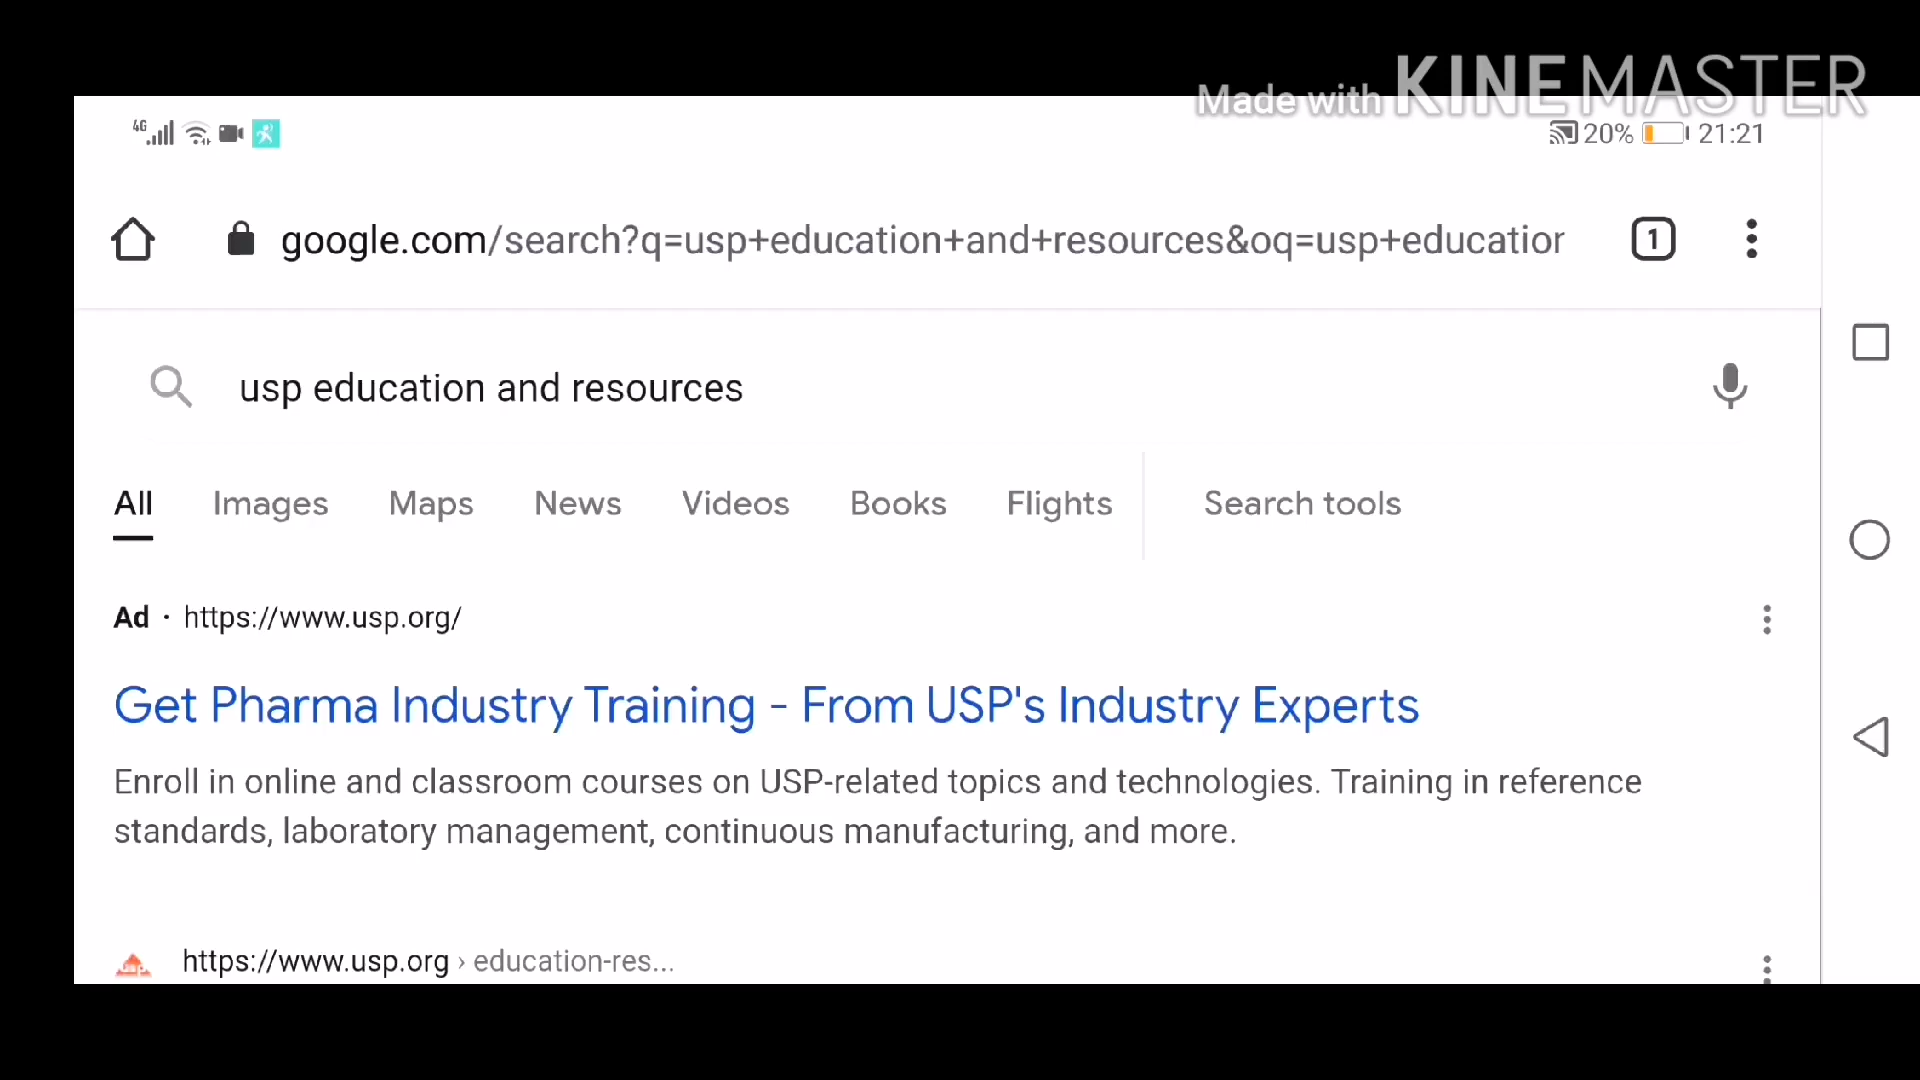 Made with KINEMASTER
4G 20% 21:21
google.com/search?q=usp+education+and+resources&oq=usp+education
1
usp education and resources
All Images Maps News Videos Books Flights Search tools
Ad · https://www.usp.org/
Get Pharma Industry Training - From USP's Industry Experts
Enroll in online and classroom courses on USP-related topics and technologies. Training in reference
standards, laboratory management, continuous manufacturing, and more.
https://www.usp.org › education-res...